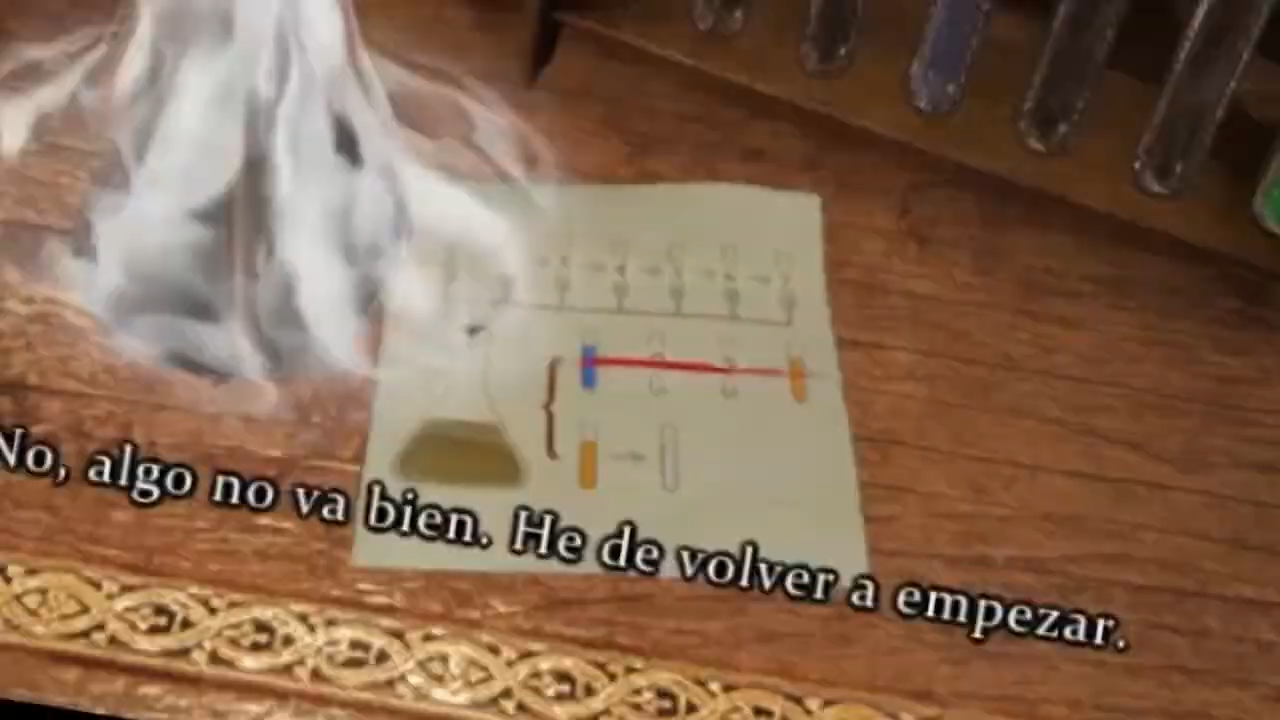 No, algo no va bien. He de volver a empezar.